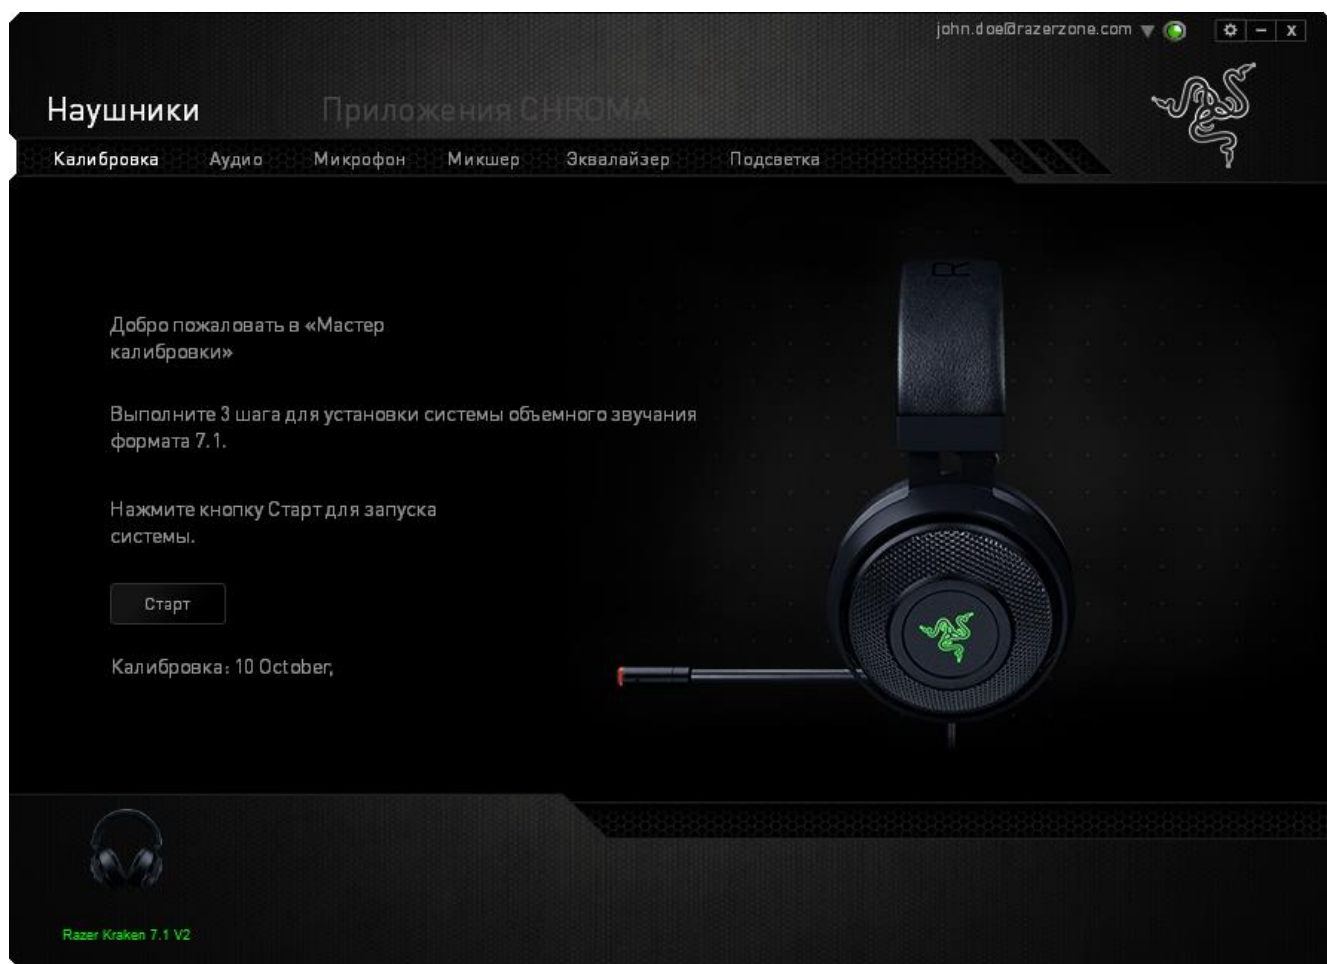 john.doe@razerzone.com
Наушники Приложения CHROMA
Калибровка Аудио Микрофон Микшер Эквалайзер Подсветка
Добро пожаловать в «Мастер
калибровки»
Выполните 3 шага для установки системы объемного звучания
формата 7.1.
Нажмите кнопку Старт для запуска
системы.
Старт
Калибровка: 10 October,
Razer Kraken 7.1 V2